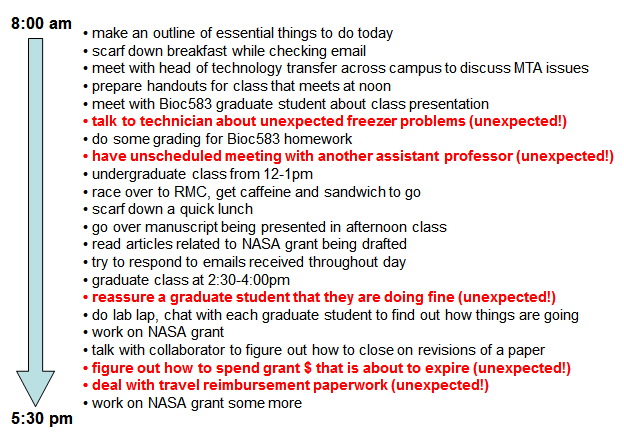 8:00 am
• make an outline of essential things to do today
• scarf down breakfast while checking email
• meet with head of technology transfer across campus to discuss MTA issues
• prepare handouts for class that meets at noon
• meet with Bioc583 graduate student about class presentation
• talk to technician about unexpected freezer problems (unexpected!)
• do some grading for Bioc583 homework
• have unscheduled meeting with another assistant professor (unexpected!)
• undergraduate class from 12-1pm
• race over to RMC, get caffeine and sandwich to go
• scarf down a quick lunch
• go over manuscript being presented in afternoon class
• read articles related to NASA grant being drafted
• try to respond to emails received throughout day
• graduate class at 2:30-4:00pm
• reassure a graduate student that they are doing fine (unexpected!)
• do lab lap, chat with each graduate student to find out how things are going
• work on NASA grant
• talk with collaborator to figure out how to close on revisions of a paper
• figure out how to spend grant $ that is about to expire (unexpected!)
• deal with travel reimbursement paperwork (unexpected!)
• work on NASA grant some more
5:30 pm